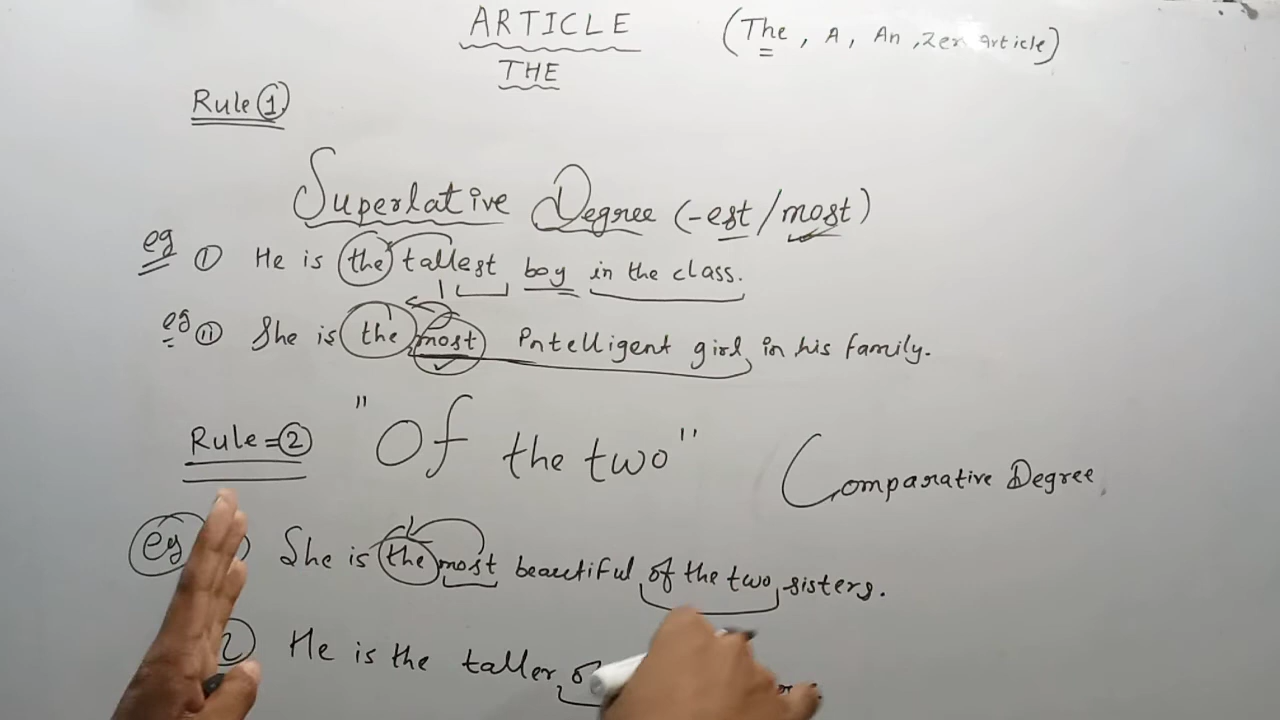 ARTICLE (The, A, An, Zer article)
THE
Rule ①
Superlative Degree (-est/most)
eg ① He is the tallest boy in the class.
eg ⑪ She is the most intelligent girl in his family.
Rule=② "Of the two" Comparative Degree
eg She is the most beautiful of the two sisters.
2 He is the taller